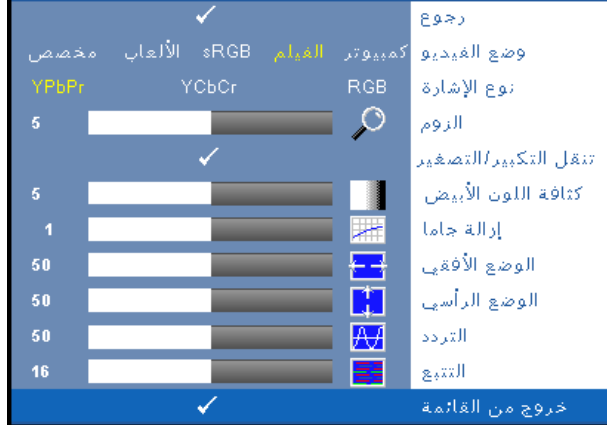 رجوع
وضع الفيديو كمبيوتر الفيلم sRGB الألعاب مخصص
نوع الإشارة RGB YCbCr YPbPr
الزوم 5
تنقل التكبير/التصغير
كثافة اللون الأبيض 5
إزالة جاما 1
الوضع الأفقي 50
الوضع الرأسي 50
التردد 50
التتبع 16
خروج من القائمة